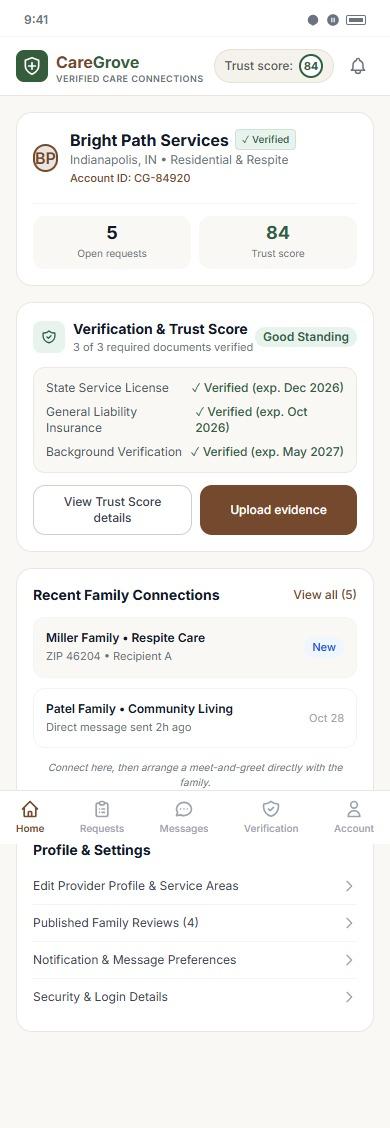 9:41
CareGrove
VERIFIED CARE CONNECTIONS
Trust score: 84
BP
Bright Path Services ✓ Verified
Indianapolis, IN • Residential & Respite
Account ID: CG-84920
5
Open requests
84
Trust score
Verification & Trust Score
3 of 3 required documents verified
Good Standing
State Service License ✓ Verified (exp. Dec 2026)
General Liability
Insurance
✓ Verified (exp. Oct
2026)
Background Verification ✓ Verified (exp. May 2027)
View Trust Score
details
Upload evidence
Recent Family Connections
View all (5)
Miller Family • Respite Care
ZIP 46204 • Recipient A
New
Patel Family • Community Living
Direct message sent 2h ago
Oct 28
Connect here, then arrange a meet-and-greet directly with the
family.
Home
Requests
Messages
Verification
Account
Profile & Settings
Edit Provider Profile & Service Areas
Published Family Reviews (4)
Notification & Message Preferences
Security & Login Details